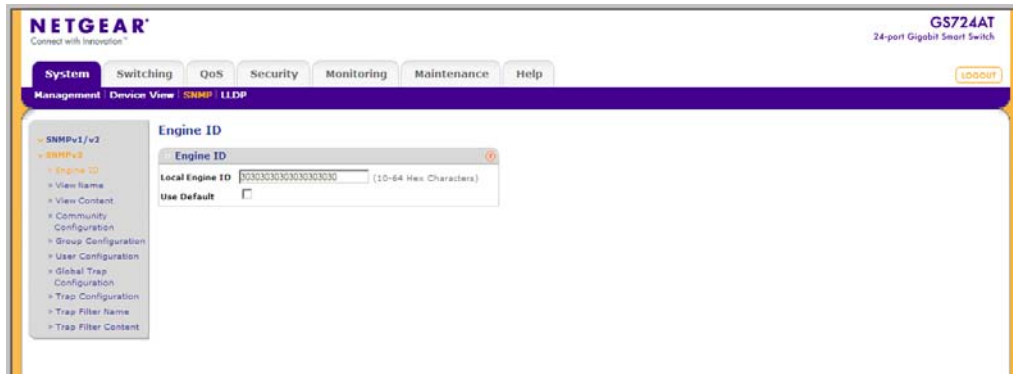 NETGEAR
Connect with Innovation™
GS724AT
24-port Gigabit Smart Switch
System Switching QoS Security Monitoring Maintenance Help
LOGOUT
Management Device View SNMP LLDP
SNMPv1/v2
SNMPv3
Engine ID
View Name
View Content
Community
Configuration
Group Configuration
User Configuration
Global Trap
Configuration
Trap Configuration
Trap Filter Name
Trap Filter Content
Engine ID
Engine ID
Local Engine ID (10-64 Hex Characters)
Use Default